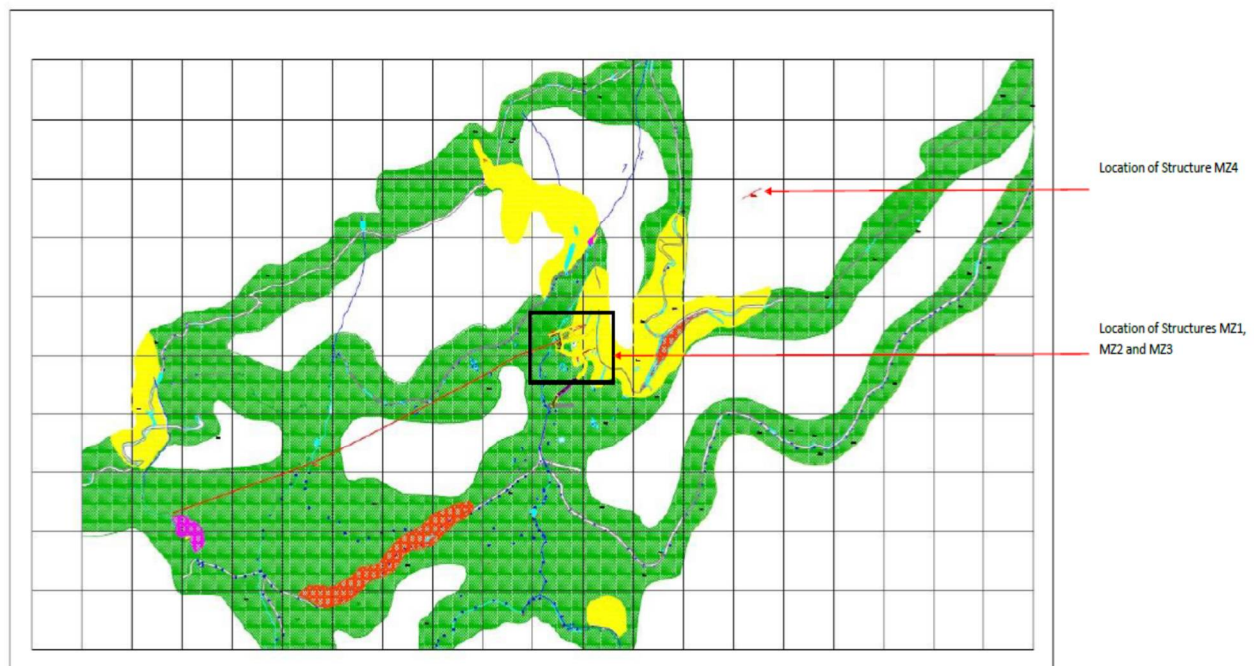 Location of Structure MZ4
Location of Structures MZ1,
MZ2 and MZ3